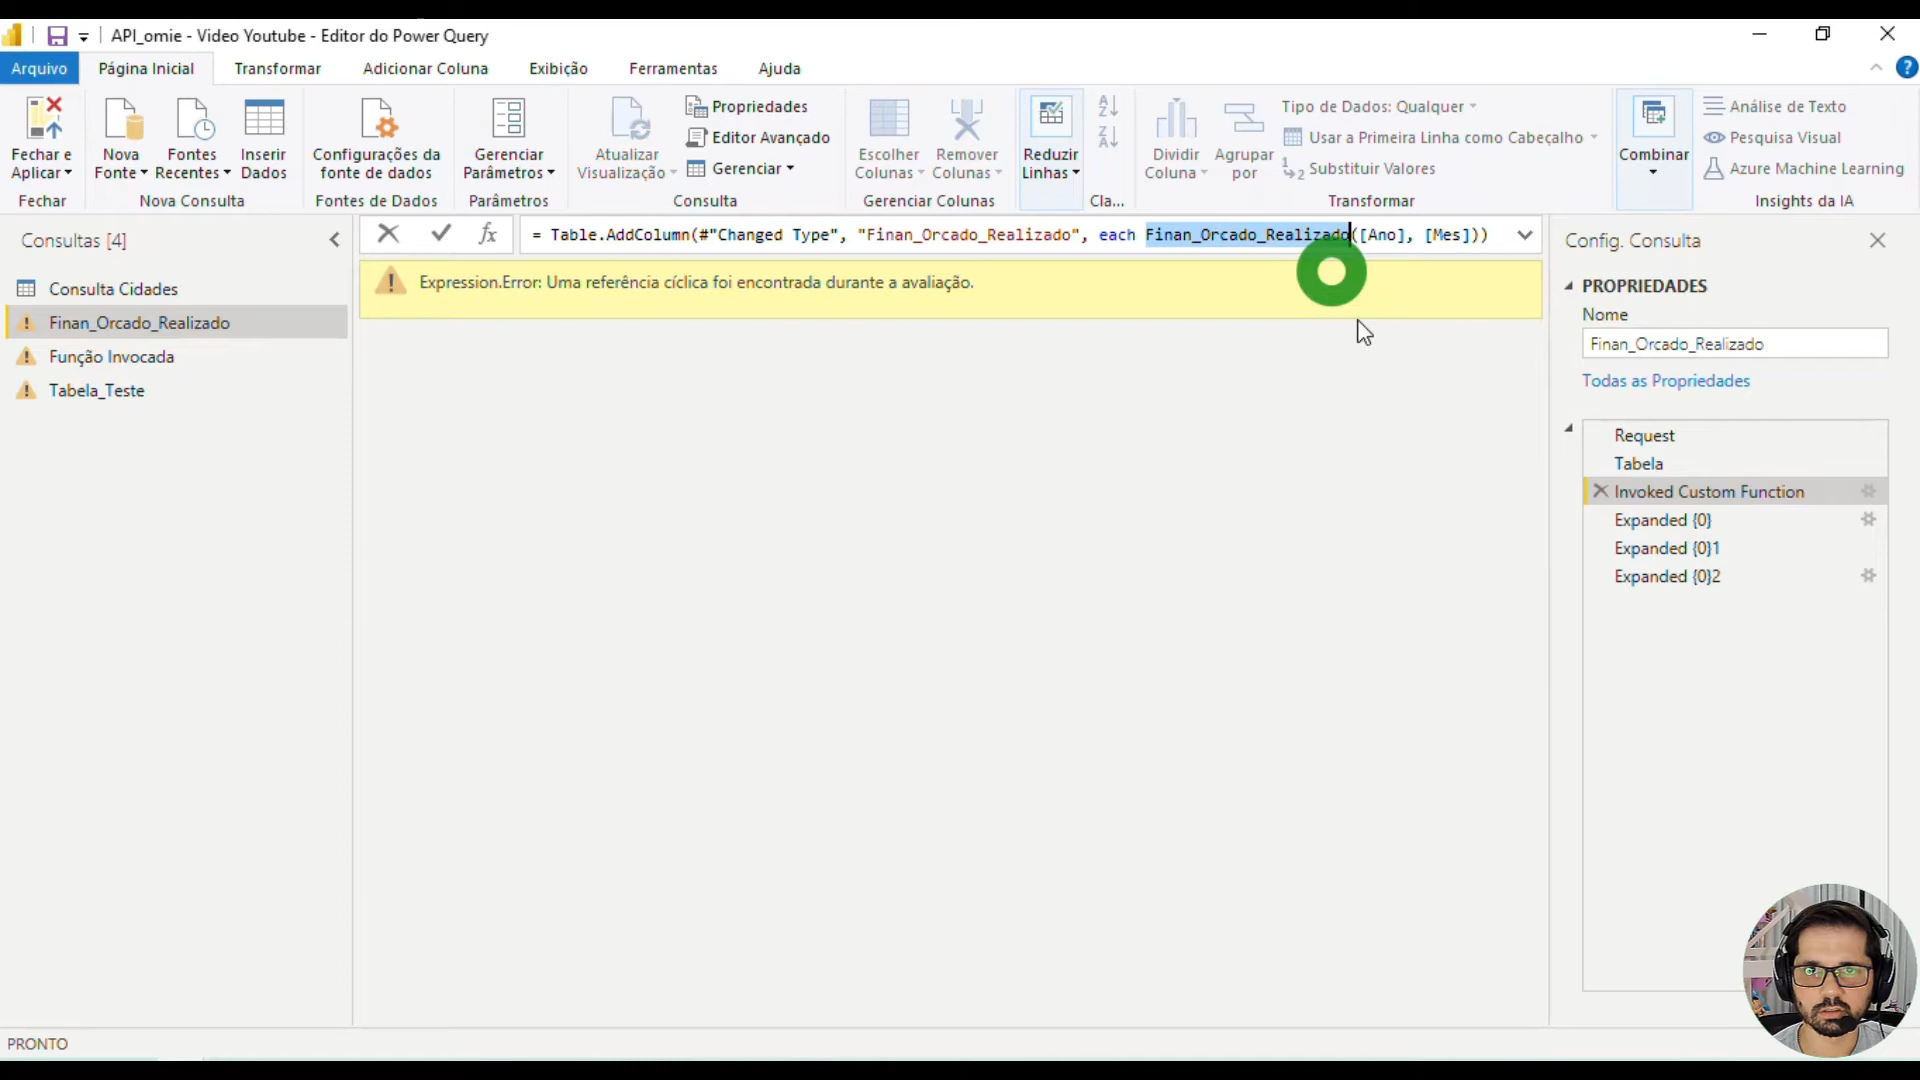 API_omie - Video Youtube - Editor do Power Query
Arquivo
Página Inicial
Transformar
Adicionar Coluna
Exibição
Ferramentas
Ajuda
Fechar e
Aplicar
Nova
Fonte
Fontes
Recentes
Inserir
Dados
Configurações da
fonte de dados
Gerenciar
Parâmetros
Atualizar
Visualização
Propriedades
Editor Avançado
Gerenciar
Escolher
Colunas
Remover
Colunas
Reduzir
Linhas
Dividir
Coluna
Agrupar
por
Tipo de Dados: Qualquer
Usar a Primeira Linha como Cabeçalho
Substituir Valores
Combinar
Análise de Texto
Pesquisa Visual
Azure Machine Learning
Fechar
Nova Consulta
Fontes de Dados
Parâmetros
Consulta
Gerenciar Colunas
Cla...
Transformar
Insights da IA
Consultas [4]
Consulta Cidades
Finan_Orcado_Realizado
Função Invocada
Tabela_Teste
= Table.AddColumn(#"Changed Type", "Finan_Orcado_Realizado", each Finan_Orcado_Realizado([Ano], [Mes]))
Expression.Error: Uma referência cíclica foi encontrada durante a avaliação.
Config. Consulta
PROPRIEDADES
Nome
Finan_Orcado_Realizado
Todas as Propriedades
Request
Tabela
Invoked Custom Function
Expanded {0}
Expanded {0}1
Expanded {0}2
PRONTO